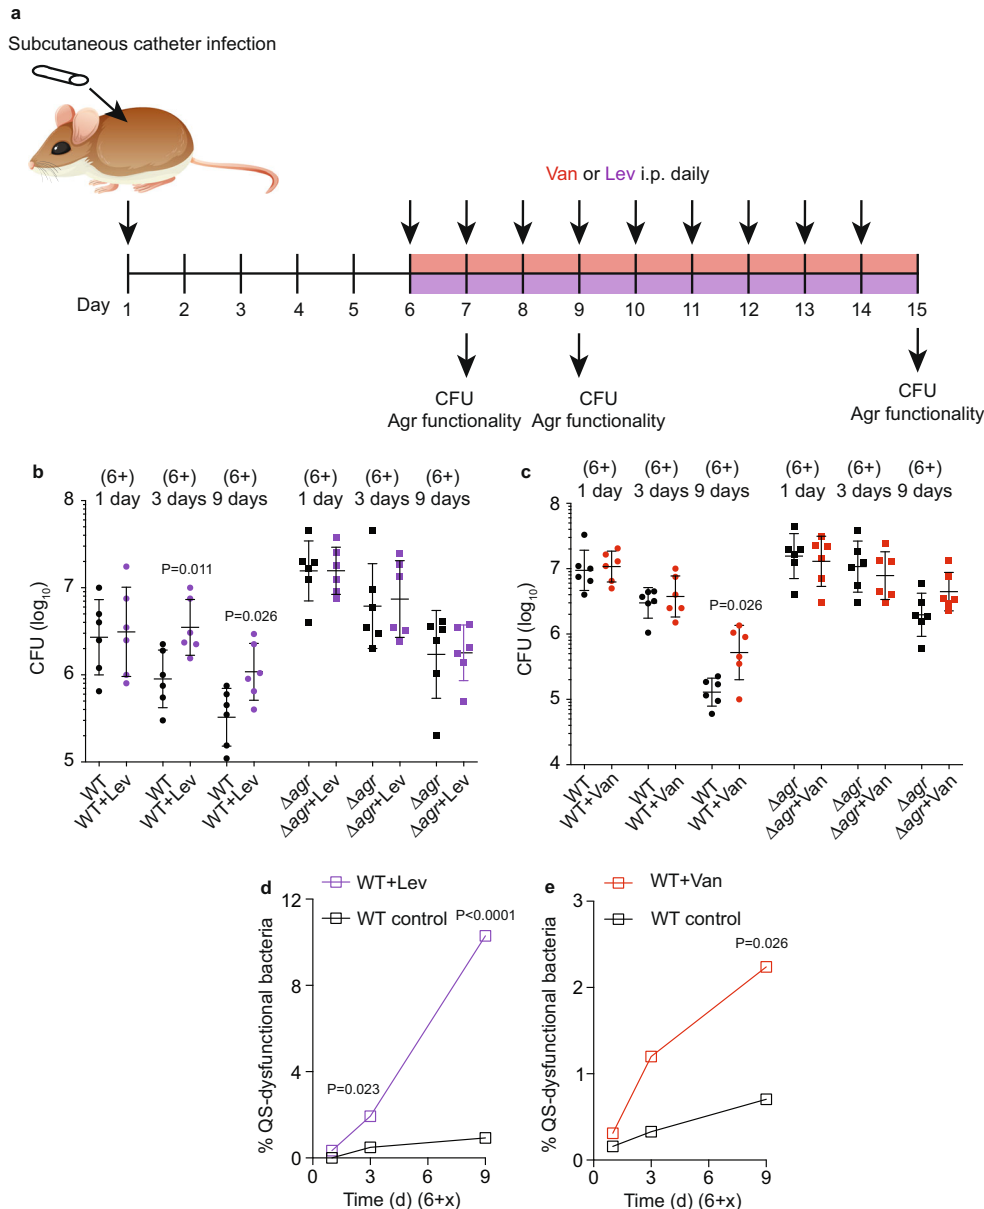 a
Subcutaneous catheter infection
Van or Lev i.p. daily
Day
1 2 3 4 5 6 7 8 9 10 11 12 13 14 15
CFU
Agr functionality
CFU
Agr functionality
CFU
Agr functionality
b
(6+) (6+) (6+) (6+) (6+) (6+)
1 day 3 days 9 days 1 day 3 days 9 days
8
7
6
5
CFU (log10)
P=0.011
P=0.026
WT
WT+Lev
WT
WT+Lev
WT
WT+Lev
Δagr
Δagr+Lev
Δagr
Δagr+Lev
Δagr
Δagr+Lev
c
(6+) (6+) (6+) (6+) (6+) (6+)
1 day 3 days 9 days 1 day 3 days 9 days
8
7
6
5
4
CFU (log10)
P=0.026
WT
WT+Van
WT
WT+Van
WT
WT+Van
Δagr
Δagr+Van
Δagr
Δagr+Van
Δagr
Δagr+Van
d
WT+Lev
WT control
12
8
4
0
% QS-dysfunctional bacteria
P<0.0001
P=0.023
0 3 6 9
Time (d) (6+x)
e
WT+Van
WT control
3
2
1
0
% QS-dysfunctional bacteria
P=0.026
0 3 6 9
Time (d) (6+x)